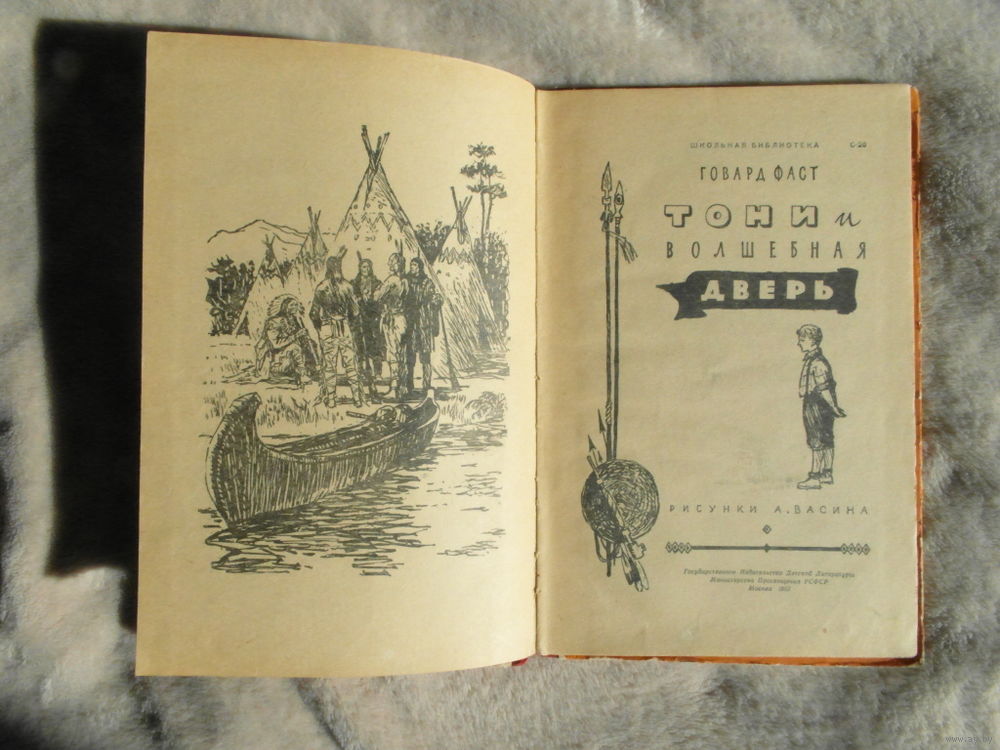 ШКОЛЬНАЯ БИБЛИОТЕКА
ГОВАРД ФАСТ
ТОНИ и
ВОЛШЕБНАЯ
ДВЕРЬ
РИСУНКИ А. ВАСИНА
Государственное Издательство Детской Литературы
Министерства Просвещения РСФСР
Москва